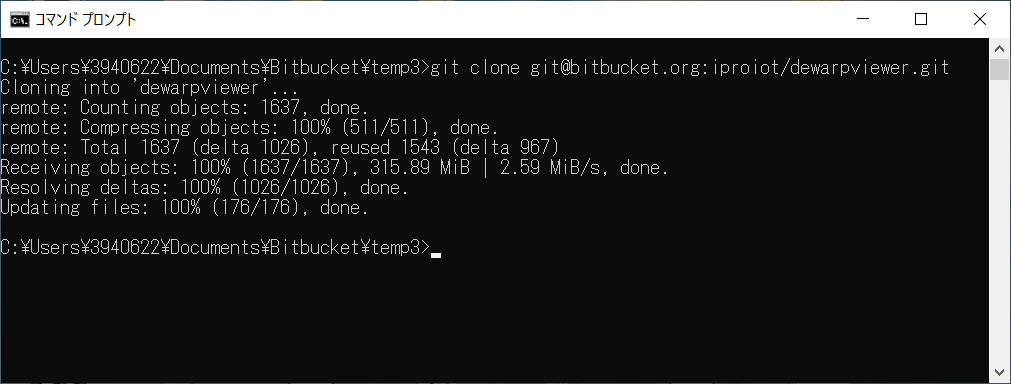 コマンド プロンプト
C:¥Users¥3940622¥Documents¥Bitbucket¥temp3>git clone git@bitbucket.org:iproiot/dewarpviewer.git
Cloning into 'dewarpviewer'...
remote: Counting objects: 1637, done.
remote: Compressing objects: 100% (511/511), done.
remote: Total 1637 (delta 1026), reused 1543 (delta 967)
Receiving objects: 100% (1637/1637), 315.89 MiB | 2.59 MiB/s, done.
Resolving deltas: 100% (1026/1026), done.
Updating files: 100% (176/176), done.
C:¥Users¥3940622¥Documents¥Bitbucket¥temp3>